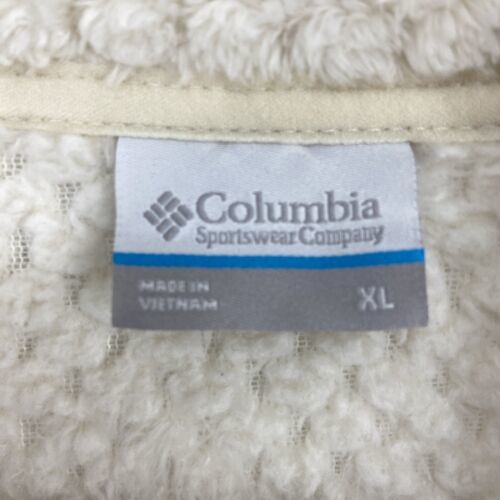 Columbia
Sportswear Company
MADE IN
VIETNAM
XL